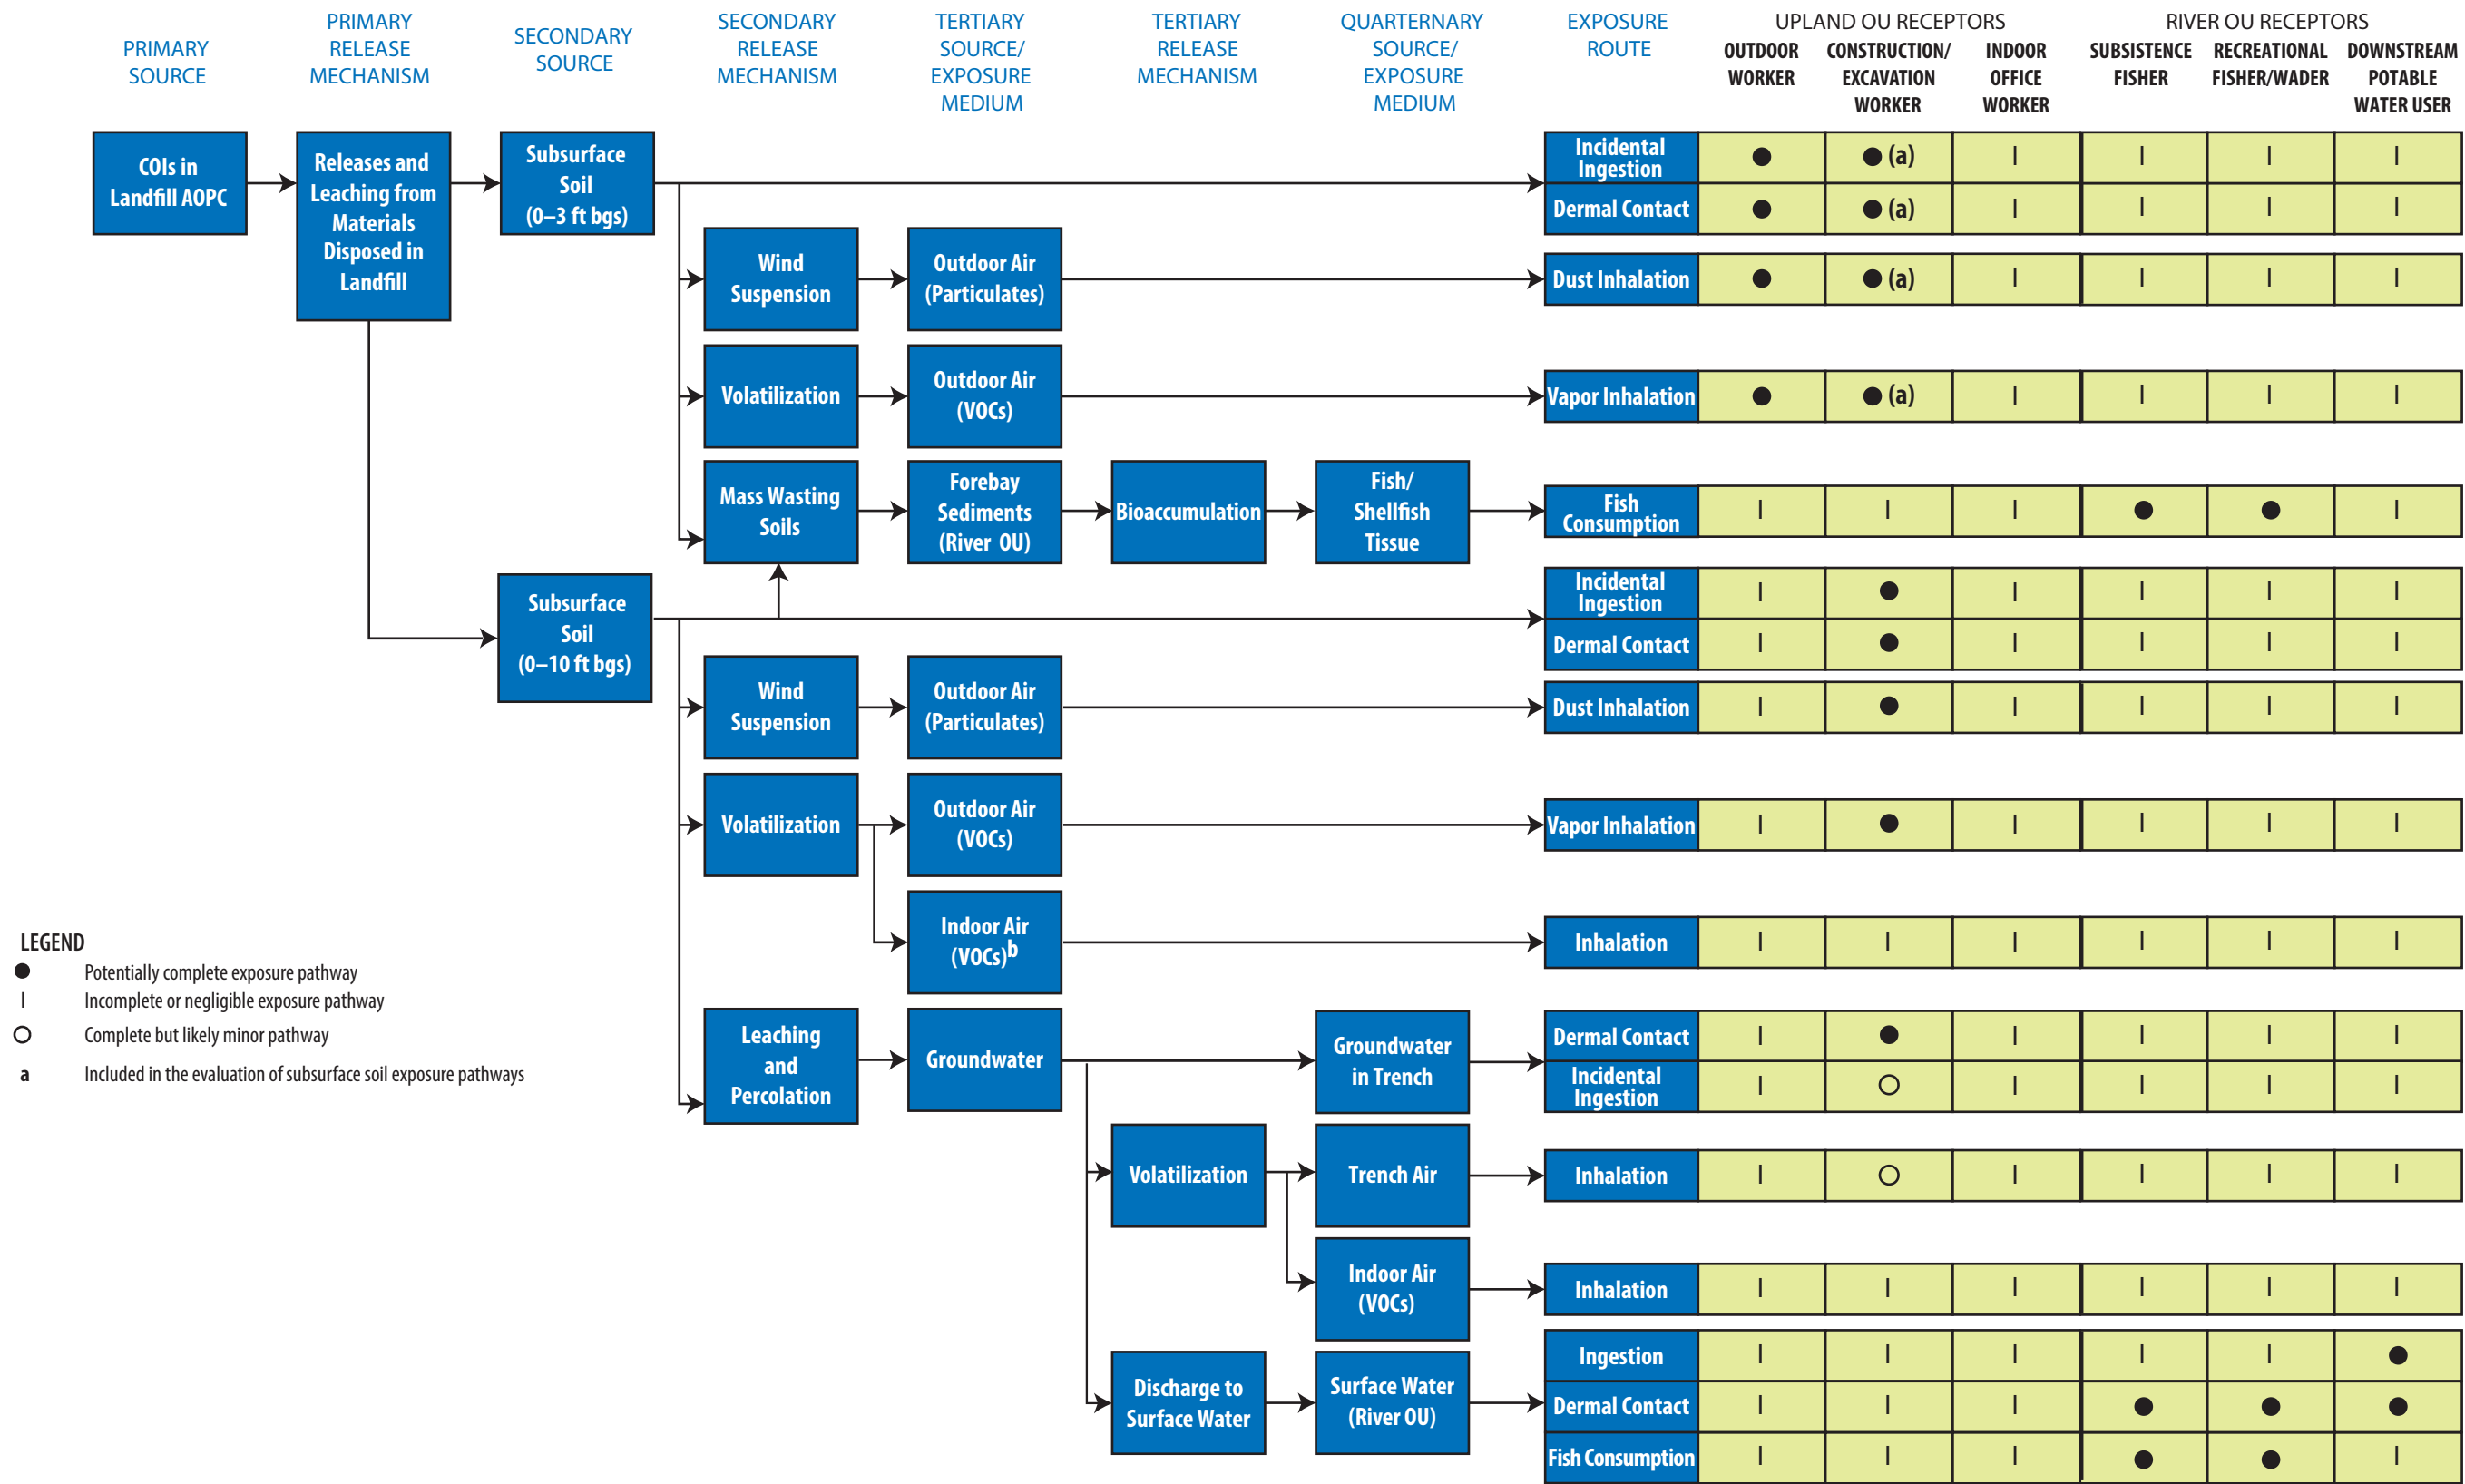 PRIMARY
SOURCE
PRIMARY
RELEASE
MECHANISM
SECONDARY
SOURCE
SECONDARY
RELEASE
MECHANISM
TERTIARY
SOURCE/
EXPOSURE
MEDIUM
TERTIARY
RELEASE
MECHANISM
QUARTERNARY
SOURCE/
EXPOSURE
MEDIUM
EXPOSURE
ROUTE
UPLAND OU RECEPTORS
OUTDOOR
WORKER
CONSTRUCTION/
EXCAVATION
WORKER
INDOOR
OFFICE
WORKER
RIVER OU RECEPTORS
SUBSISTENCE
FISHER
RECREATIONAL
FISHER/WADER
DOWNSTREAM
POTABLE
WATER USER
COIs in
Landfill AOPC
Releases and
Leaching from
Materials
Disposed in
Landfill
Subsurface
Soil
(0–3 ft bgs)
Incidental
Ingestion
● ● (a) I I I I
Dermal Contact
● ● (a) I I I I
Wind
Suspension
Outdoor Air
(Particulates)
Dust Inhalation
● ● (a) I I I I
Volatilization
Outdoor Air
(VOCs)
Vapor Inhalation
● ● (a) I I I I
Mass Wasting
Soils
Forebay
Sediments
(River OU)
Bioaccumulation
Fish/
Shellfish
Tissue
Fish
Consumption
I I I ● ● I
Subsurface
Soil
(0–10 ft bgs)
Incidental
Ingestion
I ● I I I I
Dermal Contact
I ● I I I I
Wind
Suspension
Outdoor Air
(Particulates)
Dust Inhalation
I ● I I I I
Volatilization
Outdoor Air
(VOCs)
Vapor Inhalation
I ● I I I I
Indoor Air
(VOCs)b
Inhalation
I I I I I I
Leaching
and
Percolation
Groundwater
Groundwater
in Trench
Dermal Contact
I ● I I I I
Incidental
Ingestion
I ○ I I I I
Volatilization
Trench Air
Inhalation
I ○ I I I I
Indoor Air
(VOCs)
Inhalation
I I I I I I
Discharge to
Surface Water
Surface Water
(River OU)
Ingestion
I I I I I ●
Dermal Contact
I I I ● ● ●
Fish Consumption
I I I ● ● I
LEGEND
● Potentially complete exposure pathway
I Incomplete or negligible exposure pathway
○ Complete but likely minor pathway
a Included in the evaluation of subsurface soil exposure pathways